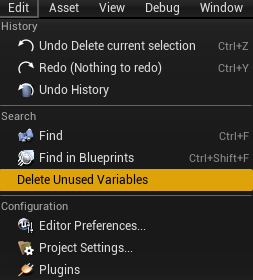 Edit Asset View Debug Window
History
Undo Delete current selection Ctrl+Z
Redo (Nothing to redo) Ctrl+Y
Undo History
Search
Find Ctrl+F
Find in Blueprints Ctrl+Shift+F
Delete Unused Variables
Configuration
Editor Preferences...
Project Settings...
Plugins